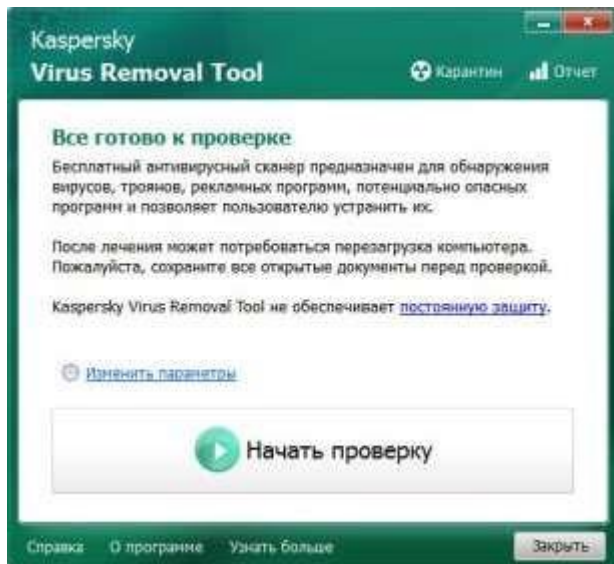 Kaspersky
Virus Removal Tool
Карантин
Отчет
Все готово к проверке
Бесплатный антивирусный сканер предназначен для обнаружения
вирусов, троянов, рекламных программ, потенциально опасных
программ и позволяет пользователю устранить их.
После лечения может потребоваться перезагрузка компьютера.
Пожалуйста, сохраните все открытые документы перед проверкой.
Kaspersky Virus Removal Tool не обеспечивает постоянную защиту.
Изменить параметры
Начать проверку
Справка
О программе
Узнать больше
Закрыть